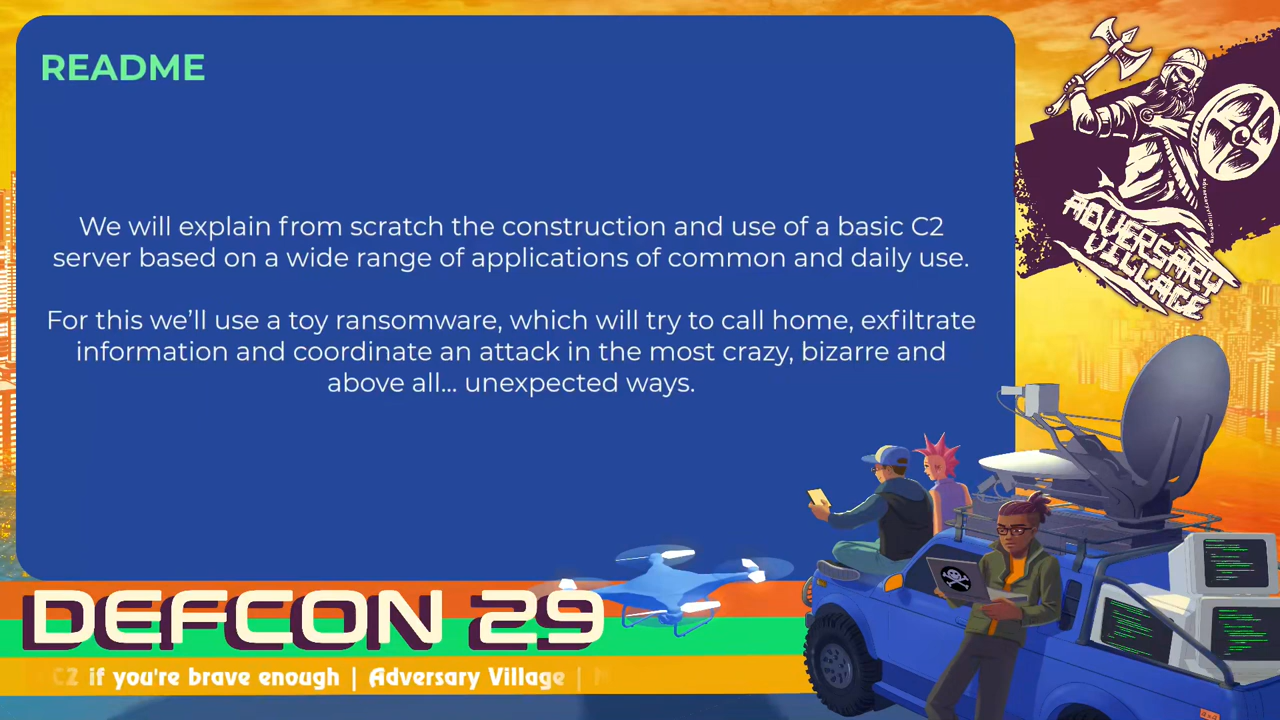 README
We will explain from scratch the construction and use of a basic C2
server based on a wide range of applications of common and daily use.
For this we’ll use a toy ransomware, which will try to call home, exfiltrate
information and coordinate an attack in the most crazy, bizarre and
above all... unexpected ways.
ADVERSARY
VILLAGE
DEFCON 29
C2 if you're brave enough | Adversary Village |